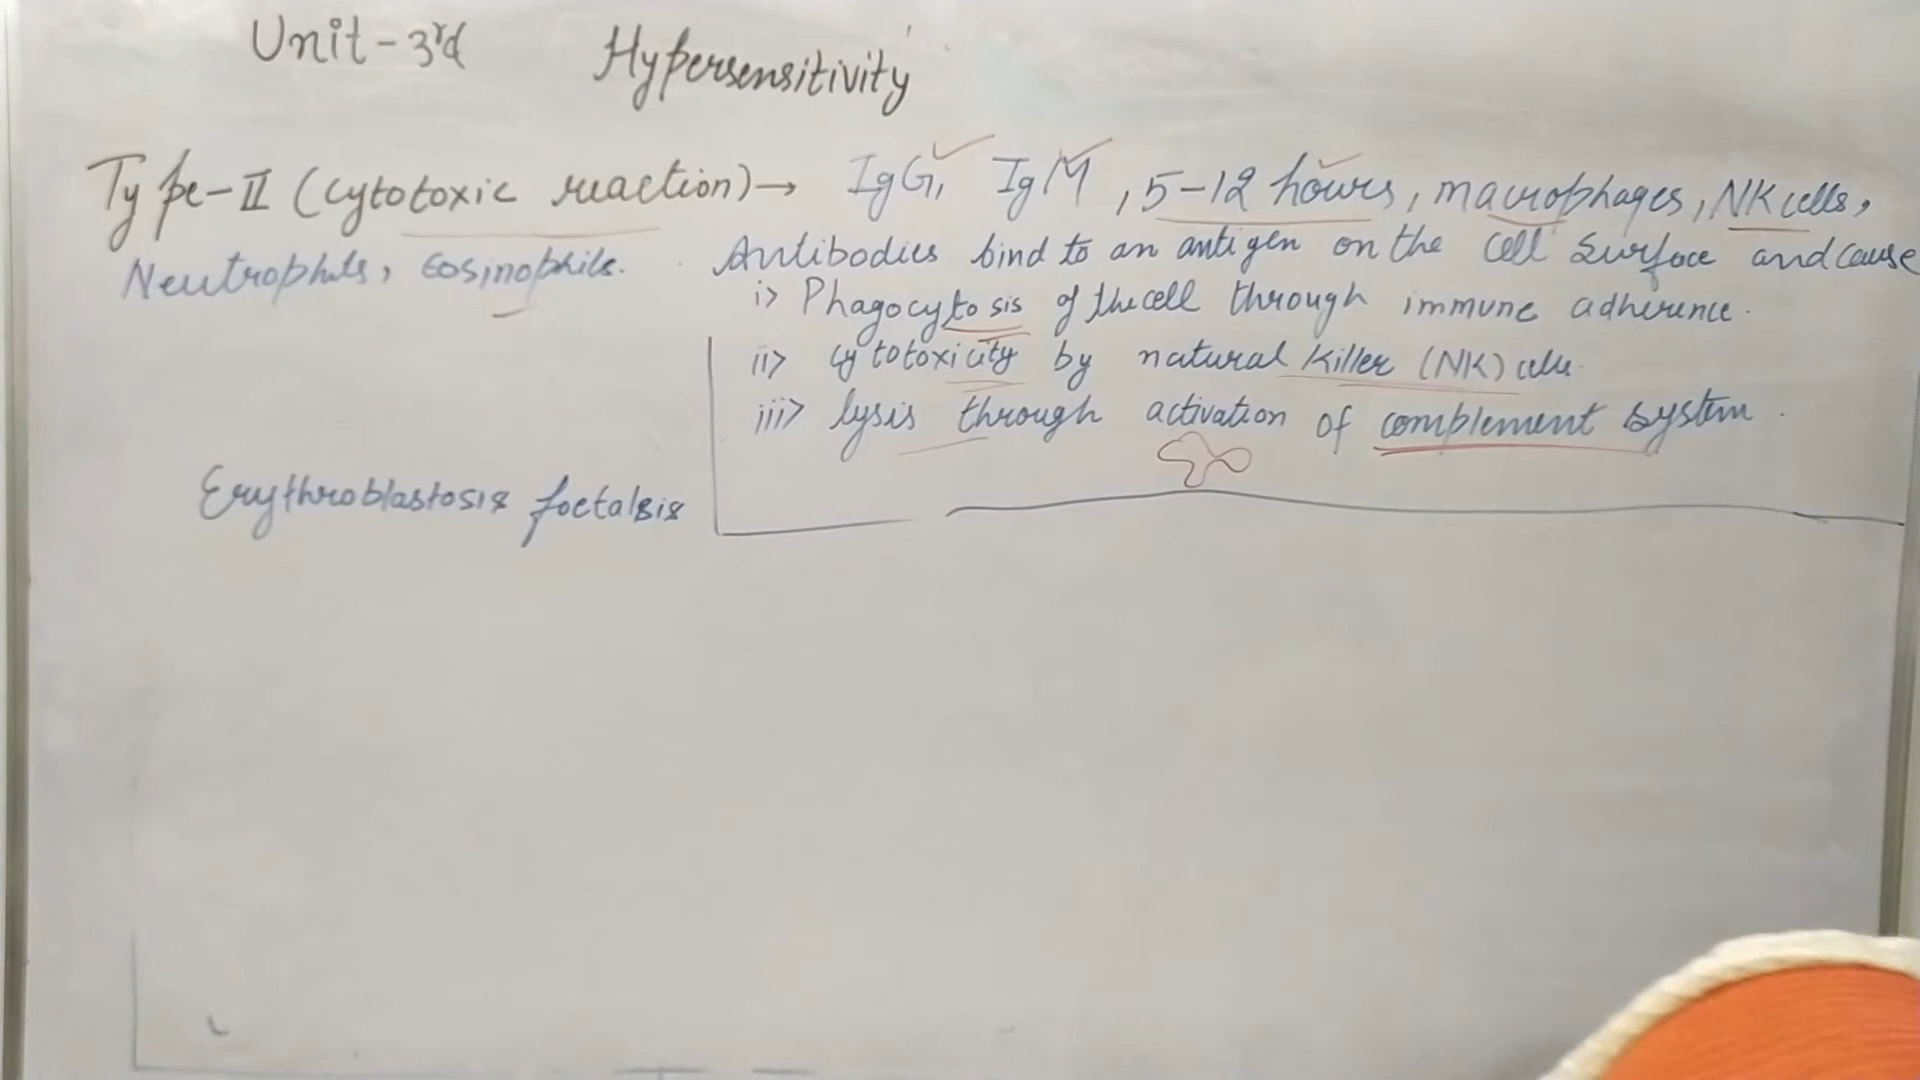 Unit-3rd Hypersensitivity
Type-II (cytotoxic reaction)→ IgG, IgM, 5-12 hours, macrophages, NK cells,
Neutrophils, Eosinophils. Antibodies bind to an antigen on the cell surface and cause
i> Phagocytosis of the cell through immune adherence.
ii> cytotoxicity by natural killer (NK) cells.
iii> lysis through activation of complement system.
Erythroblastosis foetalsis